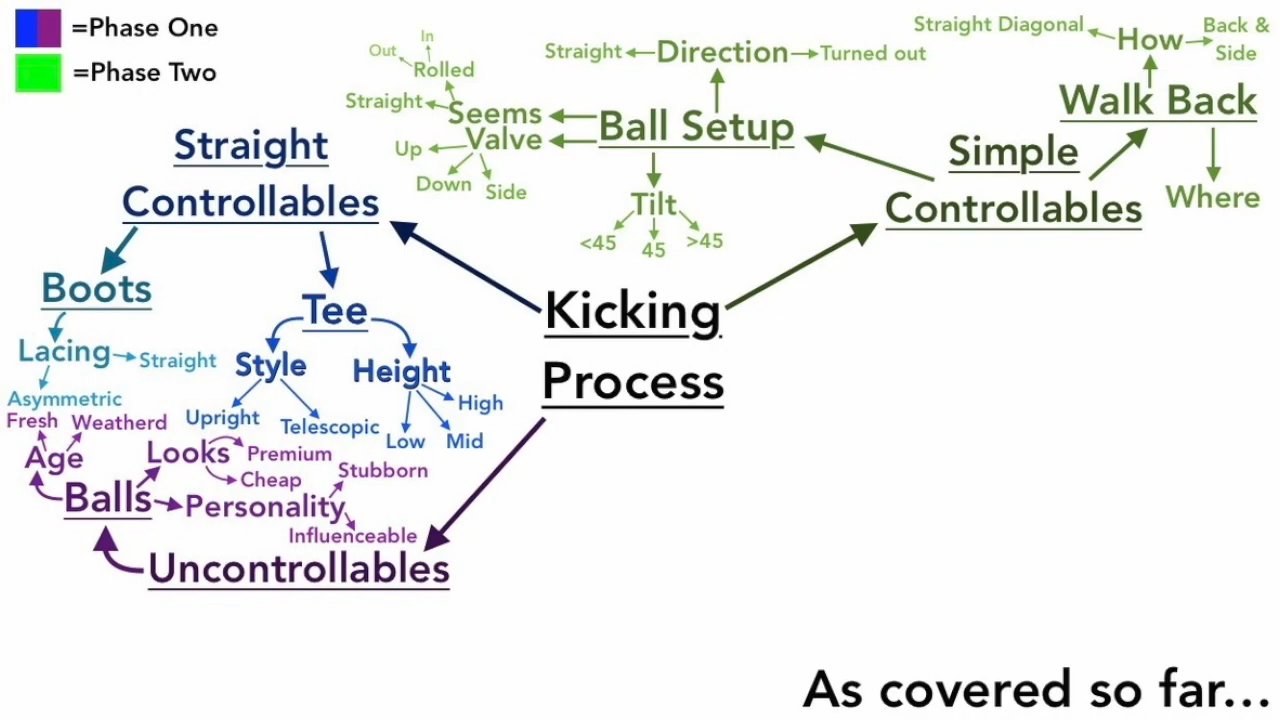 =Phase One
=Phase Two
Straight
Controllables
Boots
Lacing
Straight
Asymmetric
Tee
Style
Upright
Telescopic
Height
High
Mid
Low
Fresh
Weatherd
Age
Looks
Premium
Cheap
Balls
Personality
Stubborn
Influenceable
Uncontrollables
Kicking
Process
Simple
Controllables
Ball Setup
Direction
Straight
Turned out
Seems
Rolled
In
Out
Straight
Valve
Up
Down
Side
Tilt
<45
45
>45
Walk Back
How
Straight Diagonal
Back &
Side
Where
As covered so far...